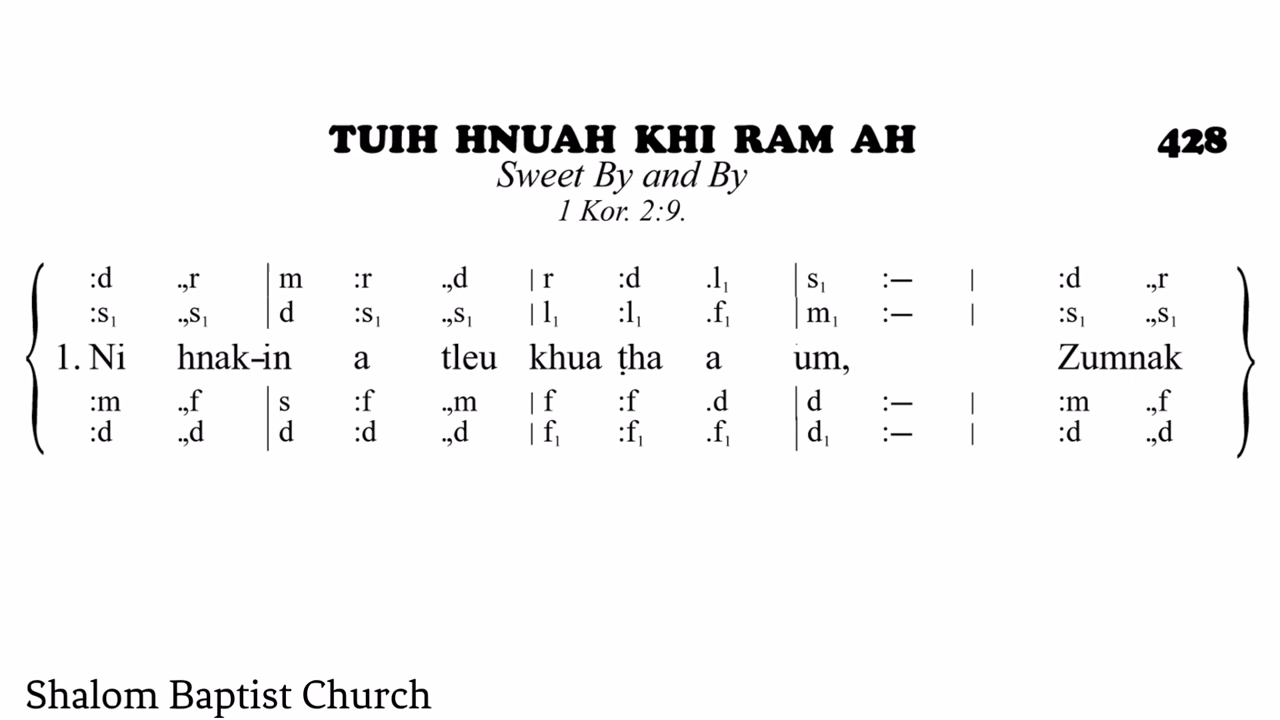 TUIH HNUAH KHI RAM AH 428
Sweet By and By
1 Kor. 2:9.
:d .,r | m :r .,d | r :d .l₁ | s₁ :— | :d .,r
:s₁ .,s₁ | d :s₁ .,s₁ | l₁ :l₁ .f₁ | m₁ :— | :s₁ .,s₁
1. Ni hnak-in a tleu khua ṭha a um, Zumnak
:m .,f | s :f .,m | f :f .d | d :— | :m .,f
:d .,d | d :d .,d | f₁ :f₁ .f₁ | d₁ :— | :d .,d
Shalom Baptist Church